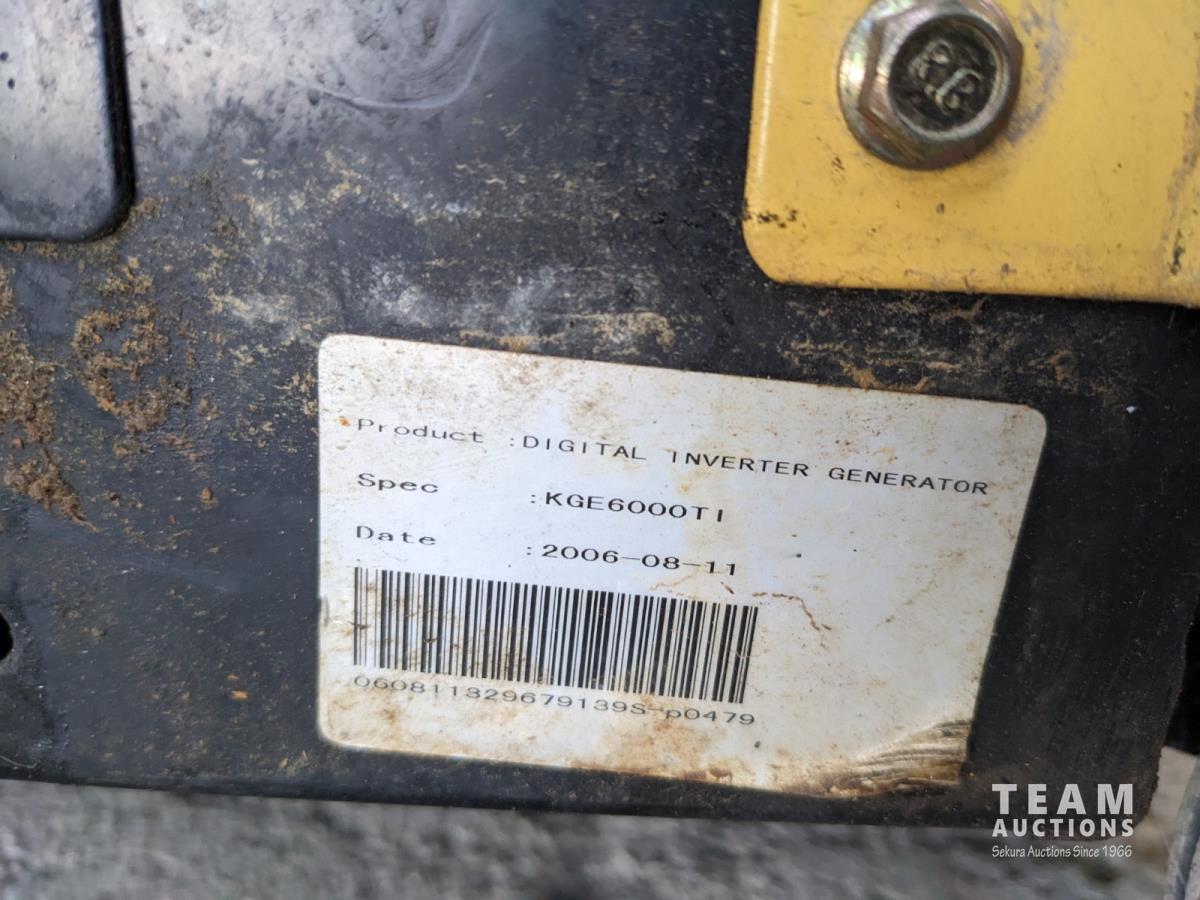 Product :DIGITAL INVERTER GENERATOR
Spec :KGE6000TI
Date :2006-08-11
060811329679139S-p0479
TEAM
AUCTIONS
Sekura Auctions Since 1966